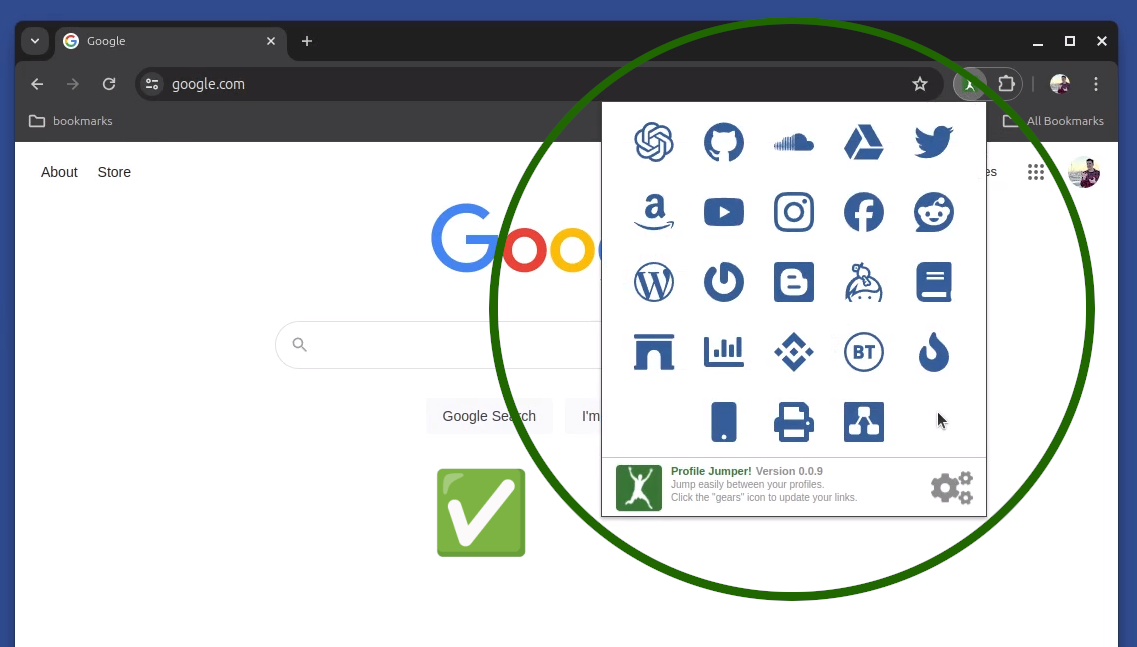 Google
google.com
bookmarks
All Bookmarks
About
Store
es
Goo
a
BT
Google Search
I'm
Profile Jumper! Version 0.0.9
Jump easily between your profiles.
Click the "gears" icon to update your links.